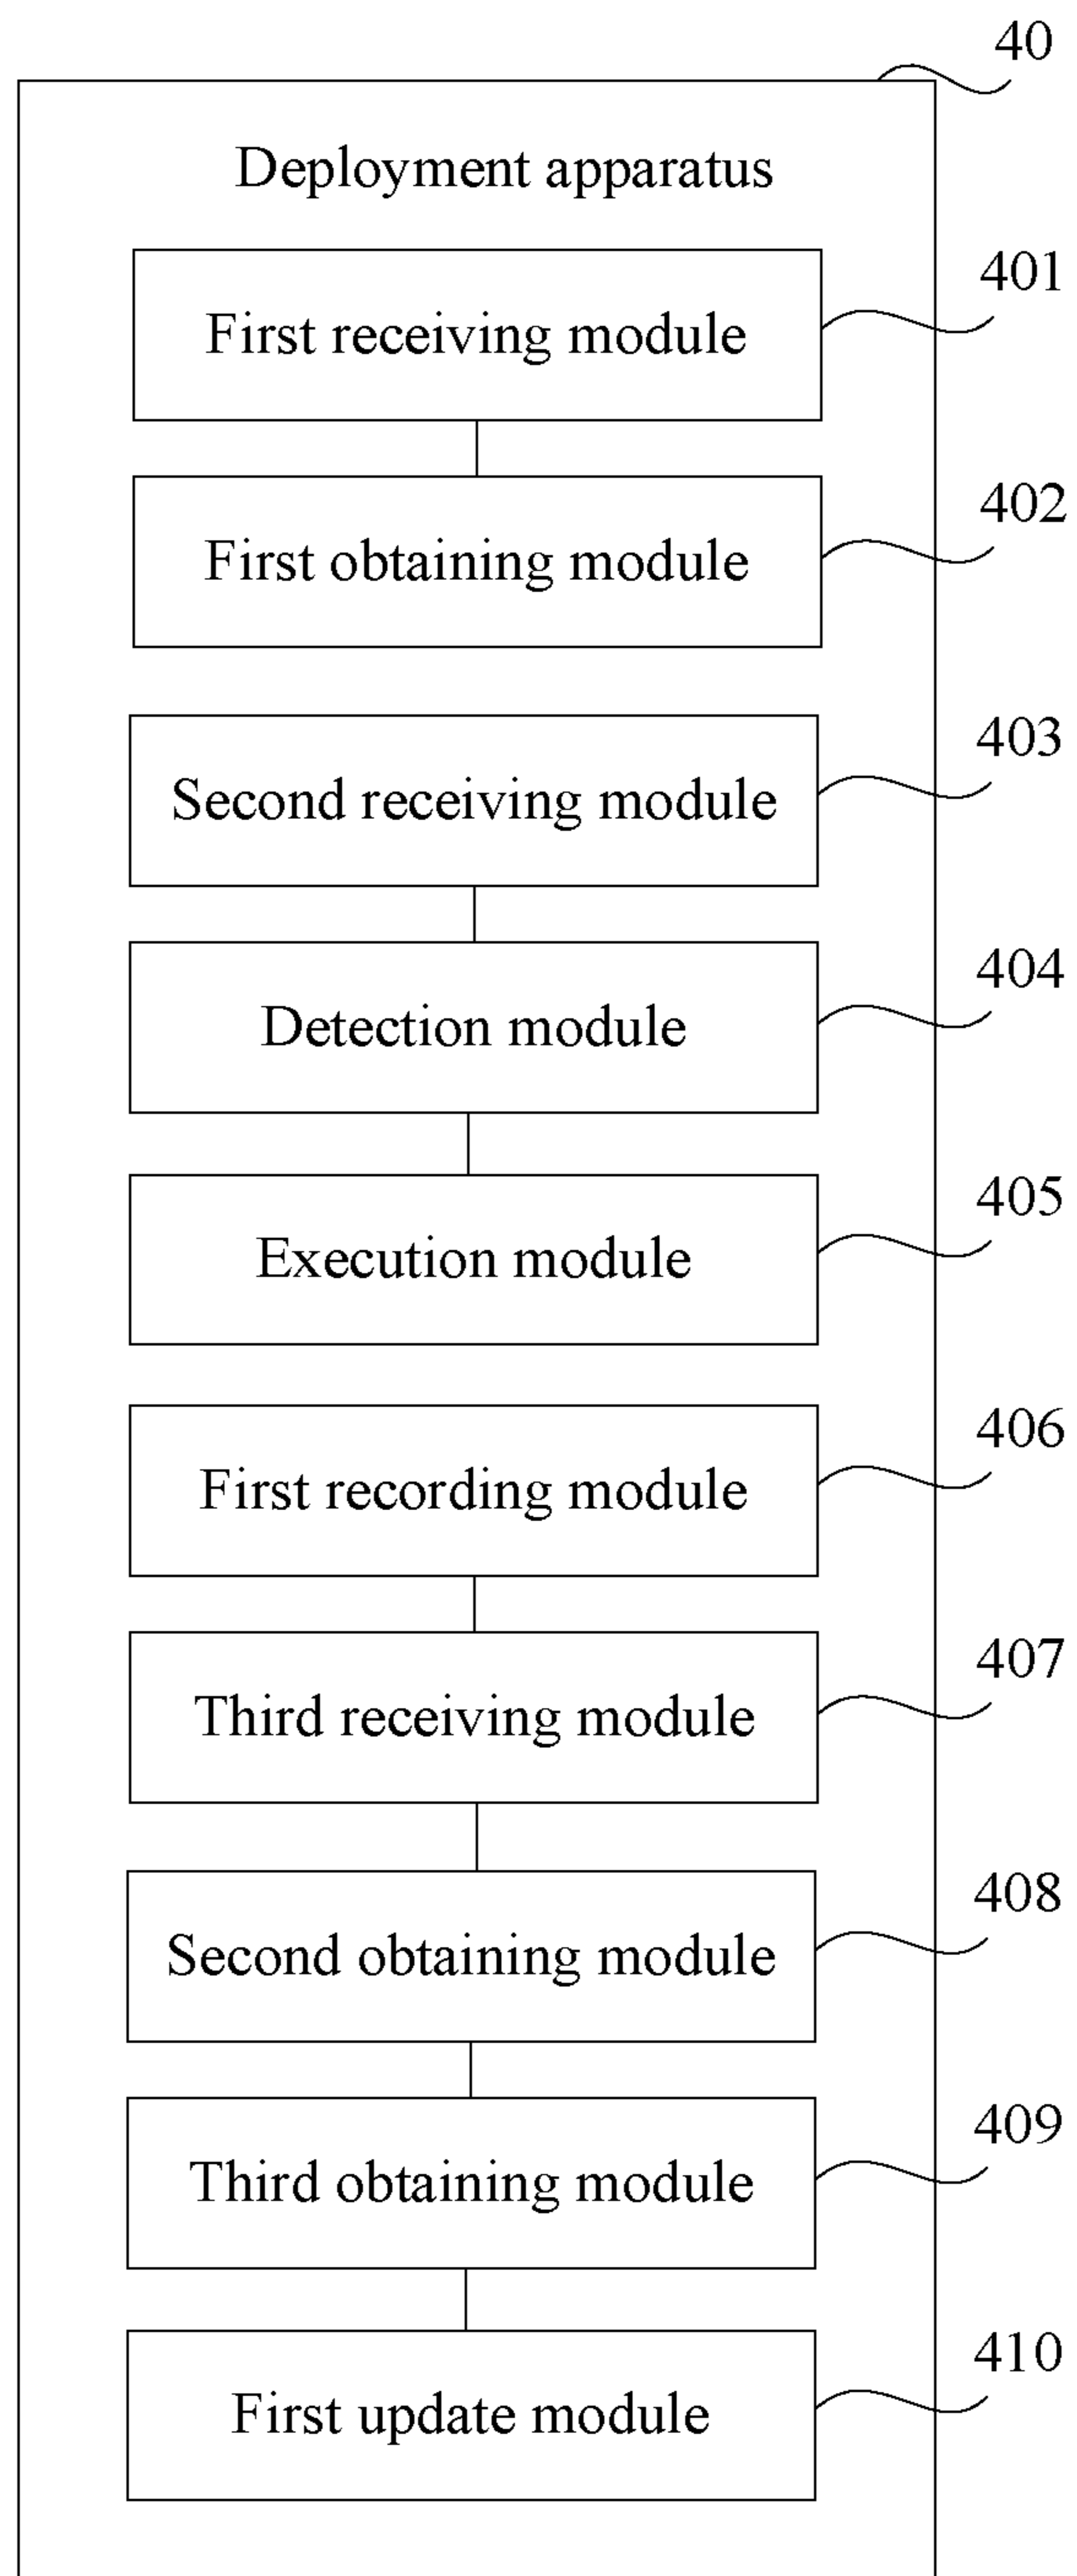 40
Deployment apparatus
401
First receiving module
402
First obtaining module
403
Second receiving module
404
Detection module
405
Execution module
406
First recording module
407
Third receiving module
408
Second obtaining module
409
Third obtaining module
410
First update module